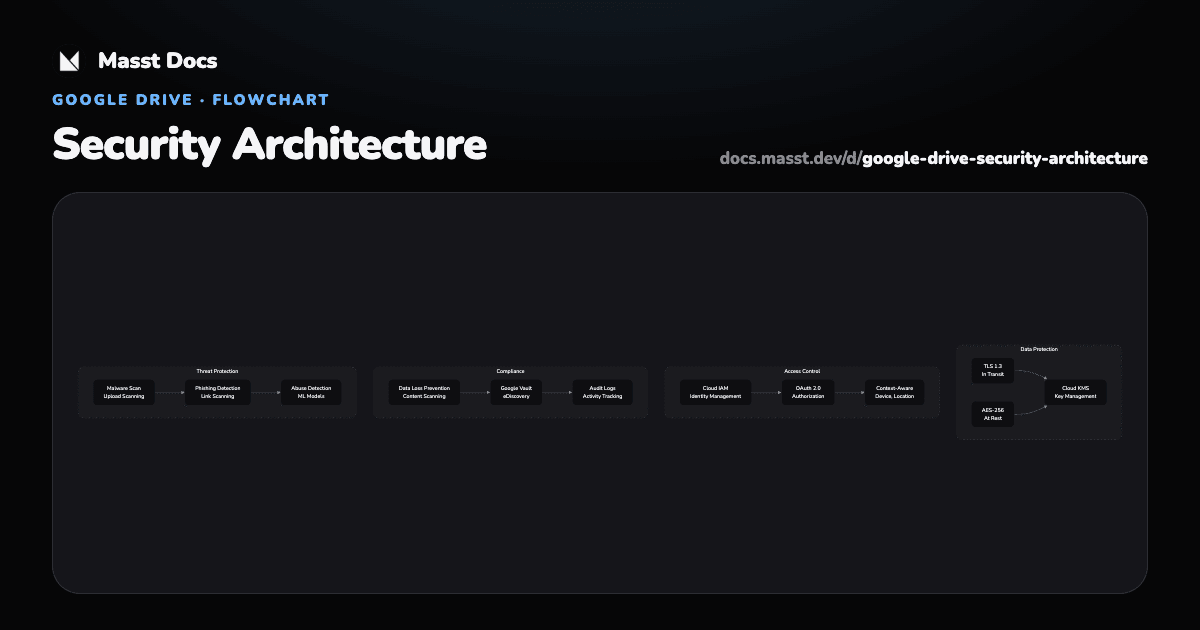 Masst Docs
GOOGLE DRIVE · FLOWCHART
Security Architecture
docs.masst.dev/d/google-drive-security-architecture
Threat Protection
Malware Scan
Upload Scanning
Phishing Detection
Link Scanning
Abuse Detection
ML Models
Compliance
Data Loss Prevention
Content Scanning
Google Vault
eDiscovery
Audit Logs
Activity Tracking
Access Control
Cloud IAM
Identity Management
OAuth 2.0
Authorization
Context-Aware
Device, Location
Data Protection
TLS 1.3
In Transit
AES-256
At Rest
Cloud KMS
Key Management